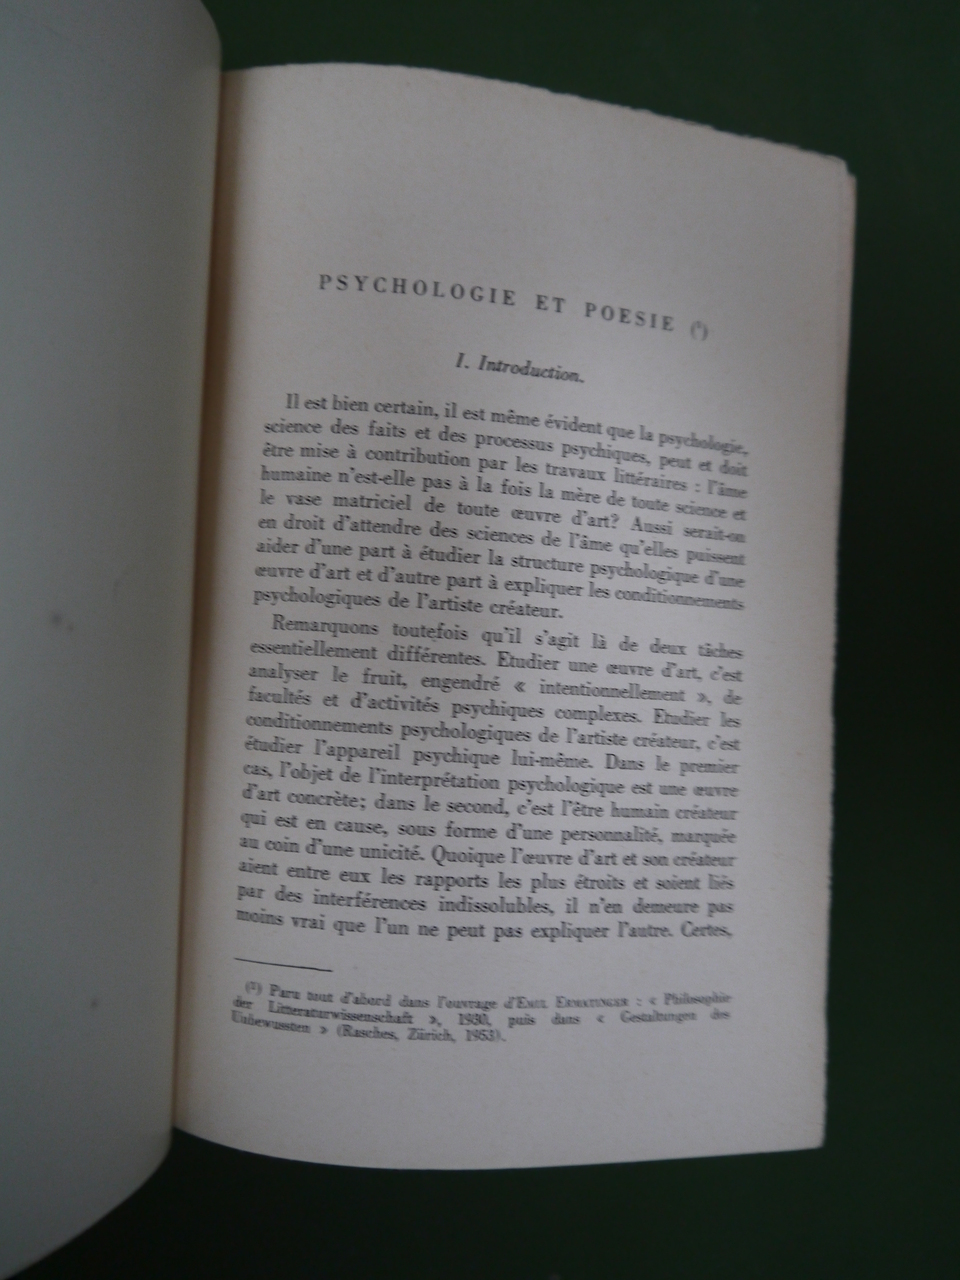 PSYCHOLOGIE ET POESIE (¹)
I. Introduction.
Il est bien certain, il est même évident que la psychologie,
science des faits et des processus psychiques, peut et doit
être mise à contribution par les travaux littéraires : l'âme
humaine n'est-elle pas à la fois la mère de toute science et
le vase matriciel de toute œuvre d'art? Aussi serait-on
en droit d'attendre des sciences de l'âme qu'elles puissent
aider d'une part à étudier la structure psychologique d'une
œuvre d'art et d'autre part à expliquer les conditionnements
psychologiques de l'artiste créateur.
Remarquons toutefois qu'il s'agit là de deux tâches
essentiellement différentes. Etudier une œuvre d'art, c'est
analyser le fruit, engendré « intentionnellement », de
facultés et d'activités psychiques complexes. Etudier les
conditionnements psychologiques de l'artiste créateur, c'est
étudier l'appareil psychique lui-même. Dans le premier
cas, l'objet de l'interprétation psychologique est une œuvre
d'art concrète; dans le second, c'est l'être humain créateur
qui est en cause, sous forme d'une personnalité, marquée
au coin d'une unicité. Quoique l'œuvre d'art et son créateur
aient entre eux les rapports les plus étroits et soient liés
par des interférences indissolubles, il n'en demeure pas
moins vrai que l'un ne peut pas expliquer l'autre. Certes,
(¹) Paru tout d'abord dans l'ouvrage d'EMIL ERMATINGER : « Philosophie
der Litteraturwissenschaft », 1930, puis dans « Gestaltungen des
Unbewussten » (Rasches, Zürich, 1953).